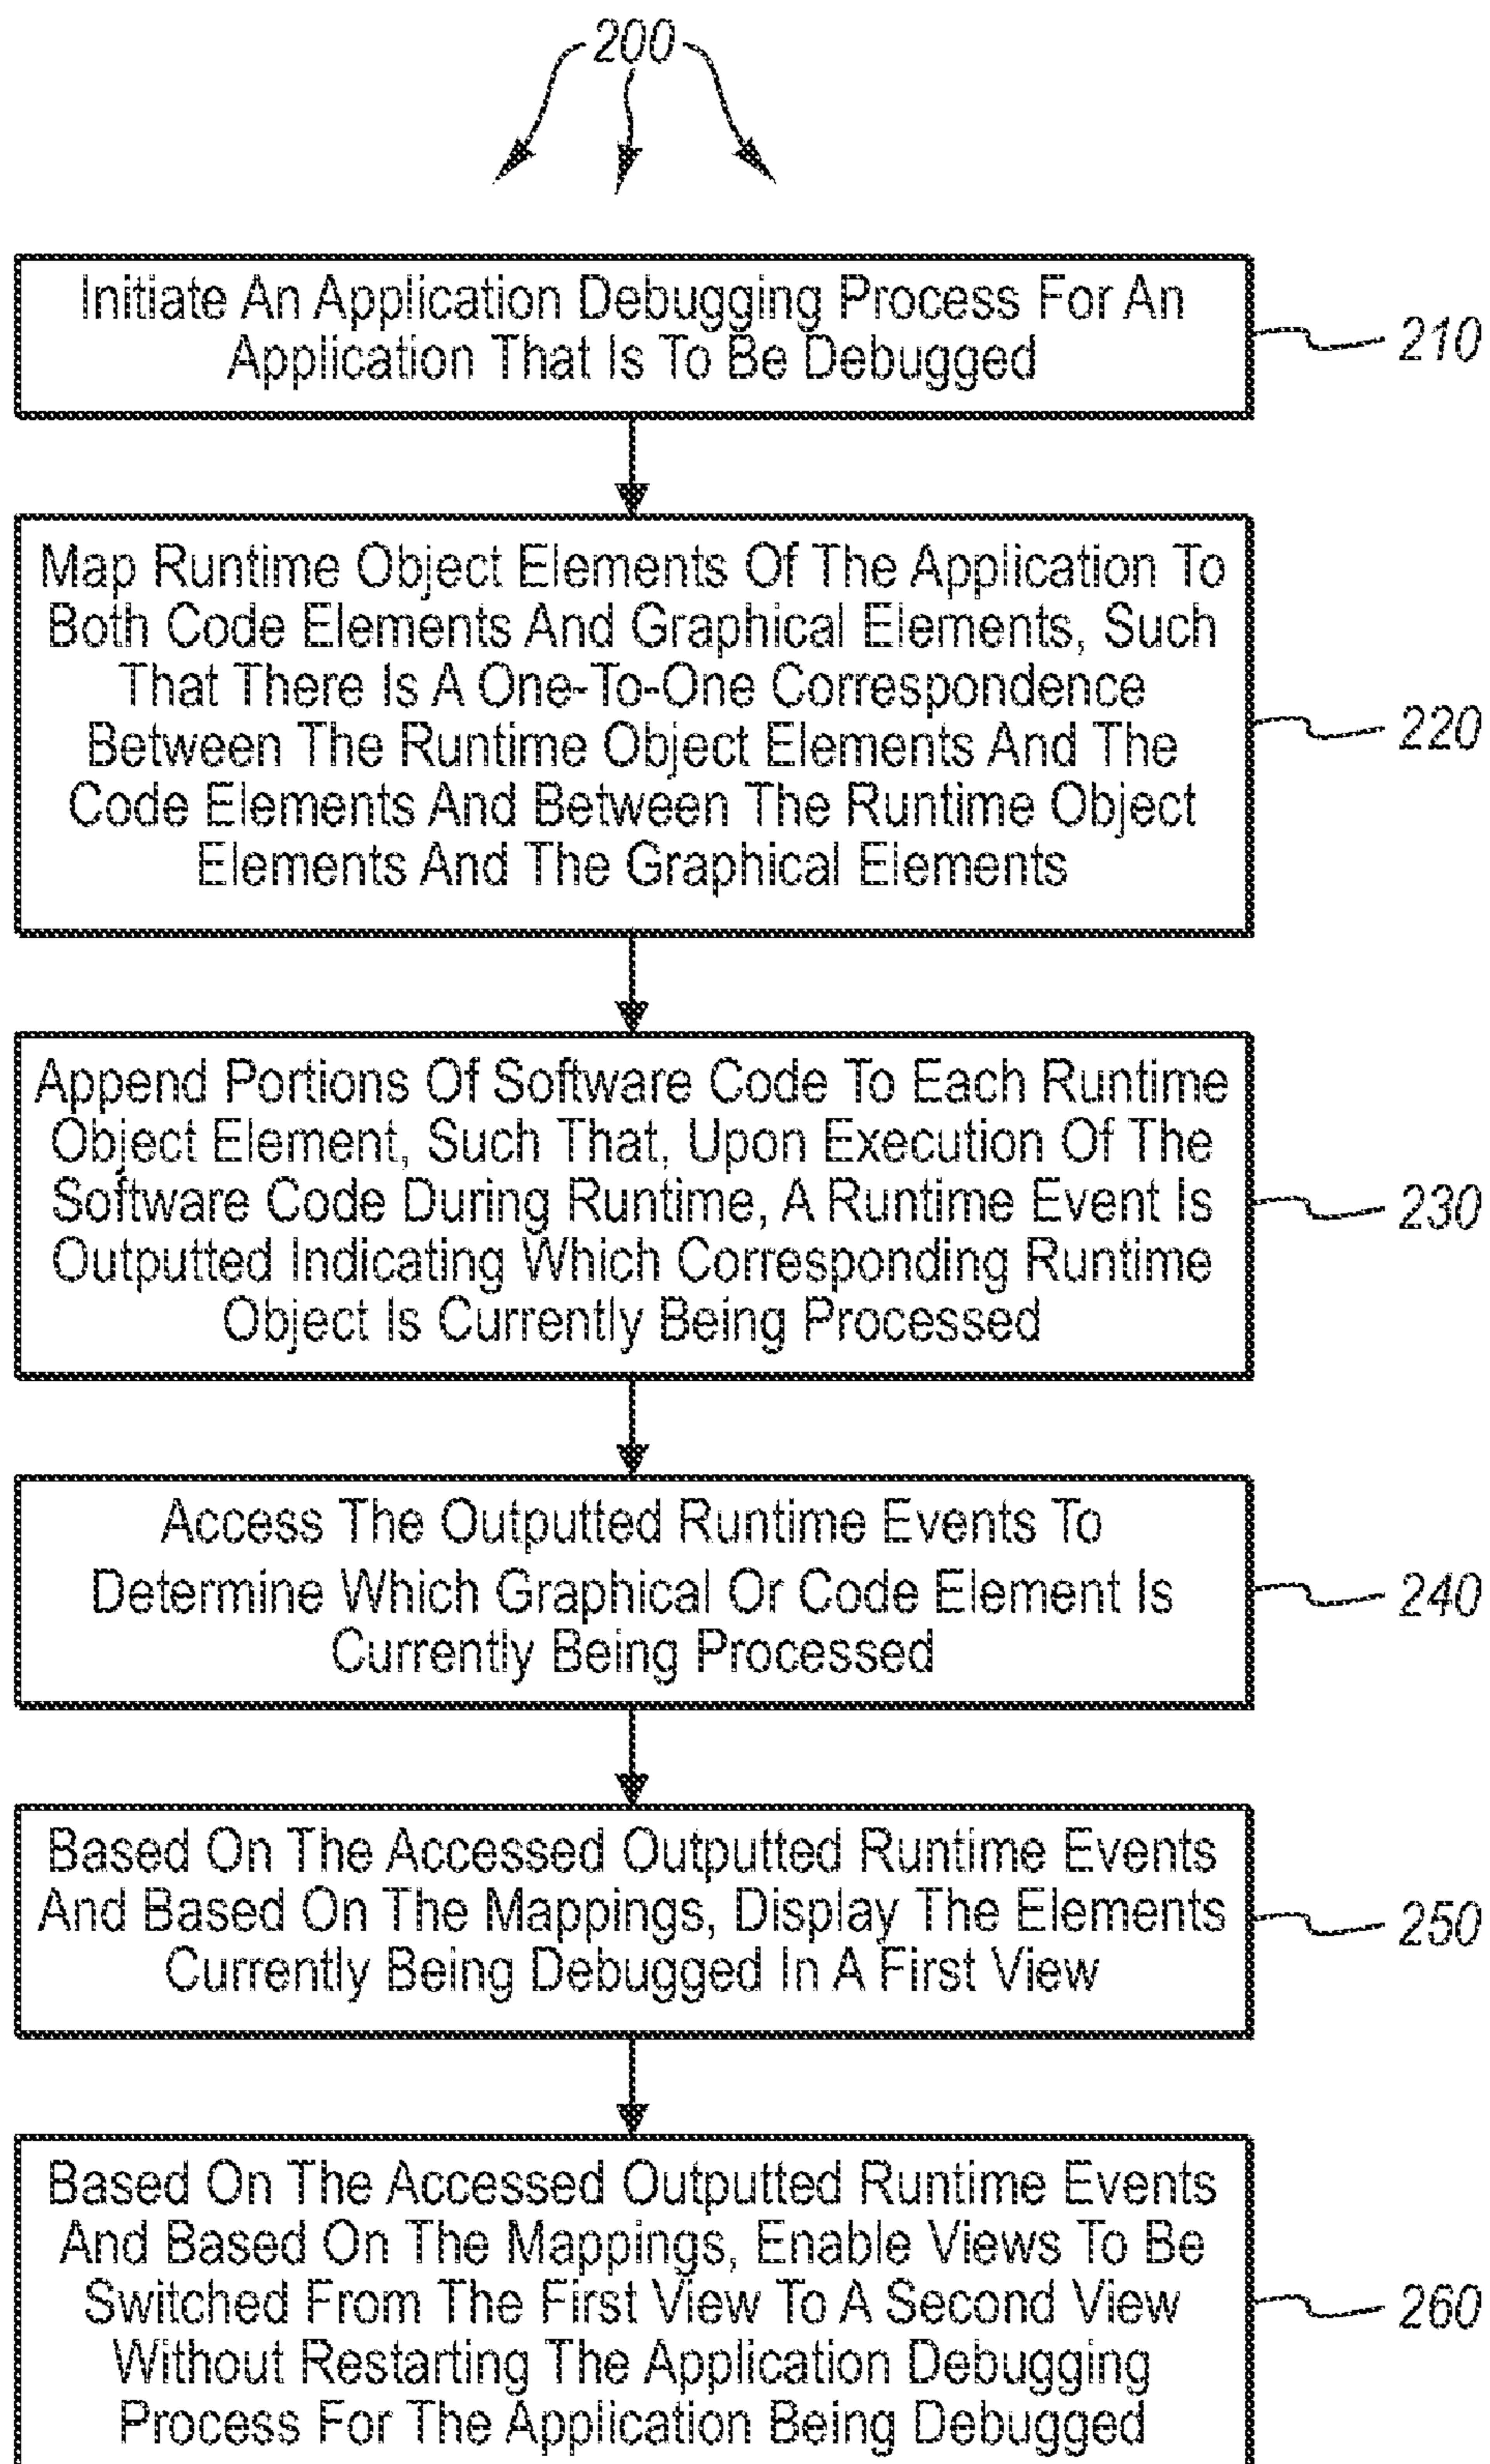 200
Initiate An Application Debugging Process For An
Application That Is To Be Debugged
210
Map Runtime Object Elements Of The Application To
Both Code Elements And Graphical Elements, Such
That There Is A One-To-One Correspondence
Between The Runtime Object Elements And The
Code Elements And Between The Runtime Object
Elements And The Graphical Elements
220
Append Portions Of Software Code To Each Runtime
Object Element, Such That, Upon Execution Of The
Software Code During Runtime, A Runtime Event Is
Outputted Indicating Which Corresponding Runtime
Object Is Currently Being Processed
230
Access The Outputted Runtime Events To
Determine Which Graphical Or Code Element Is
Currently Being Processed
240
Based On The Accessed Outputted Runtime Events
And Based On The Mappings, Display The Elements
Currently Being Debugged In A First View
250
Based On The Accessed Outputted Runtime Events
And Based On The Mappings, Enable Views To Be
Switched From The First View To A Second View
Without Restarting The Application Debugging
Process For The Application Being Debugged
260